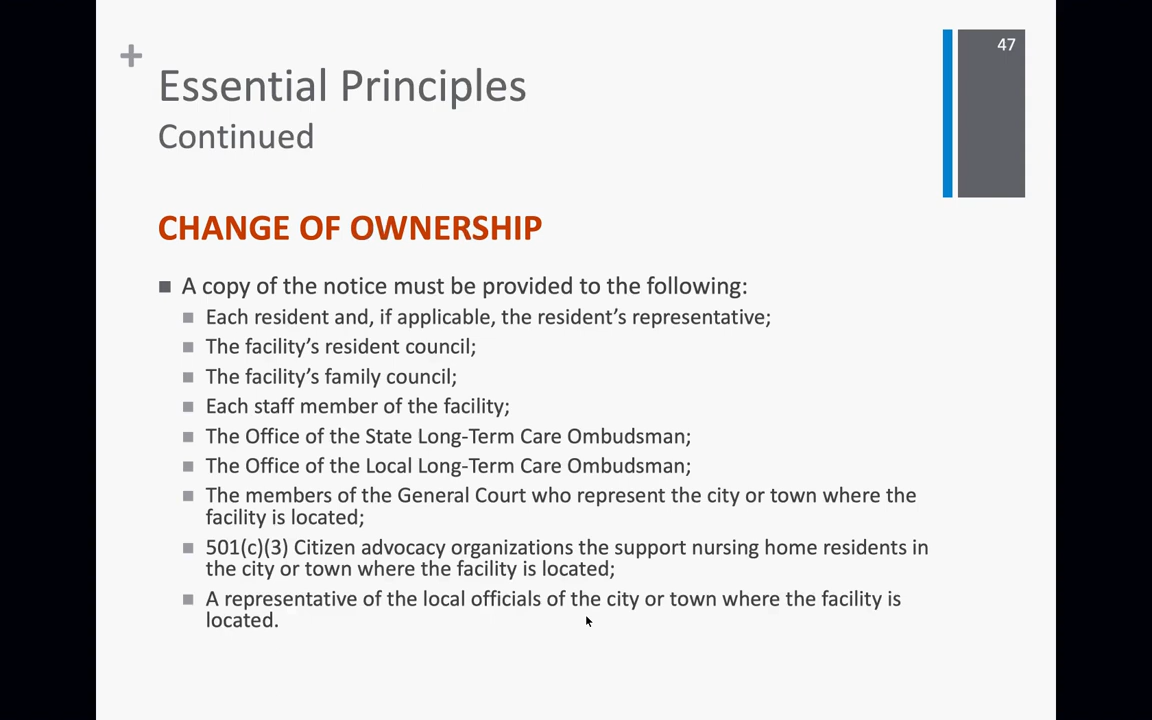 47
+
Essential Principles
Continued
CHANGE OF OWNERSHIP
A copy of the notice must be provided to the following:
Each resident and, if applicable, the resident’s representative;
The facility’s resident council;
The facility’s family council;
Each staff member of the facility;
The Office of the State Long-Term Care Ombudsman;
The Office of the Local Long-Term Care Ombudsman;
The members of the General Court who represent the city or town where the
facility is located;
501(c)(3) Citizen advocacy organizations the support nursing home residents in
the city or town where the facility is located;
A representative of the local officials of the city or town where the facility is
located.